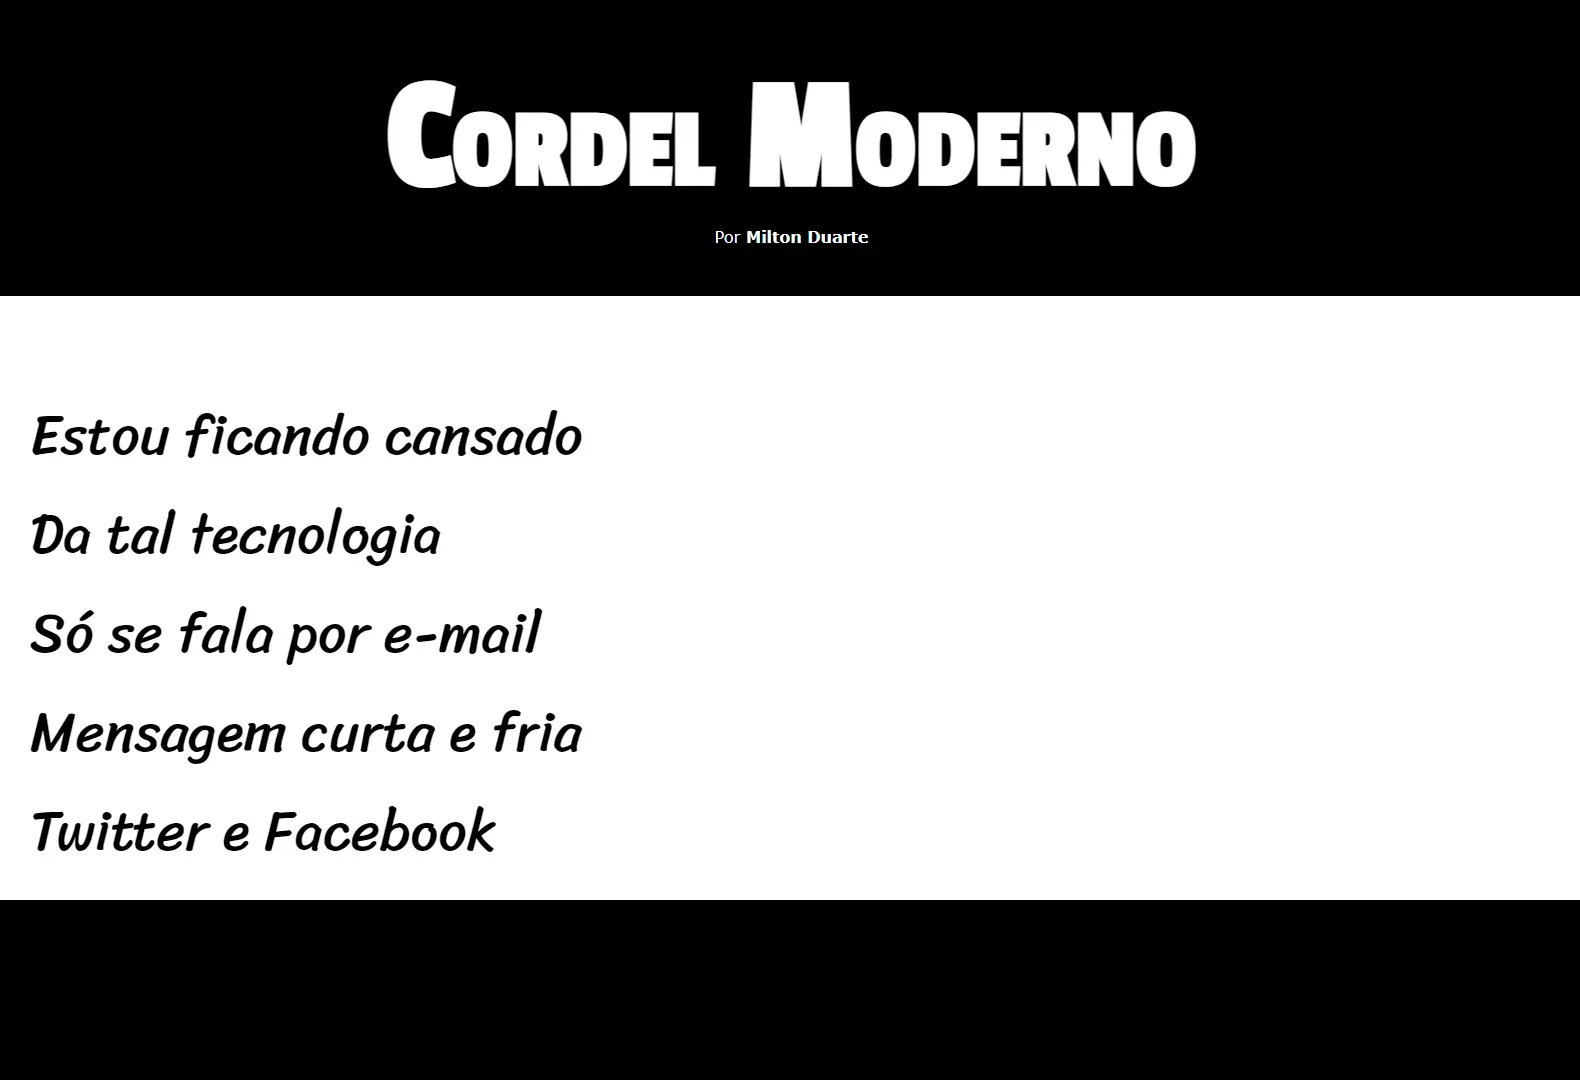 Cordel Moderno
Por Milton Duarte
Estou ficando cansado
Da tal tecnologia
Só se fala por e-mail
Mensagem curta e fria
Twitter e Facebook